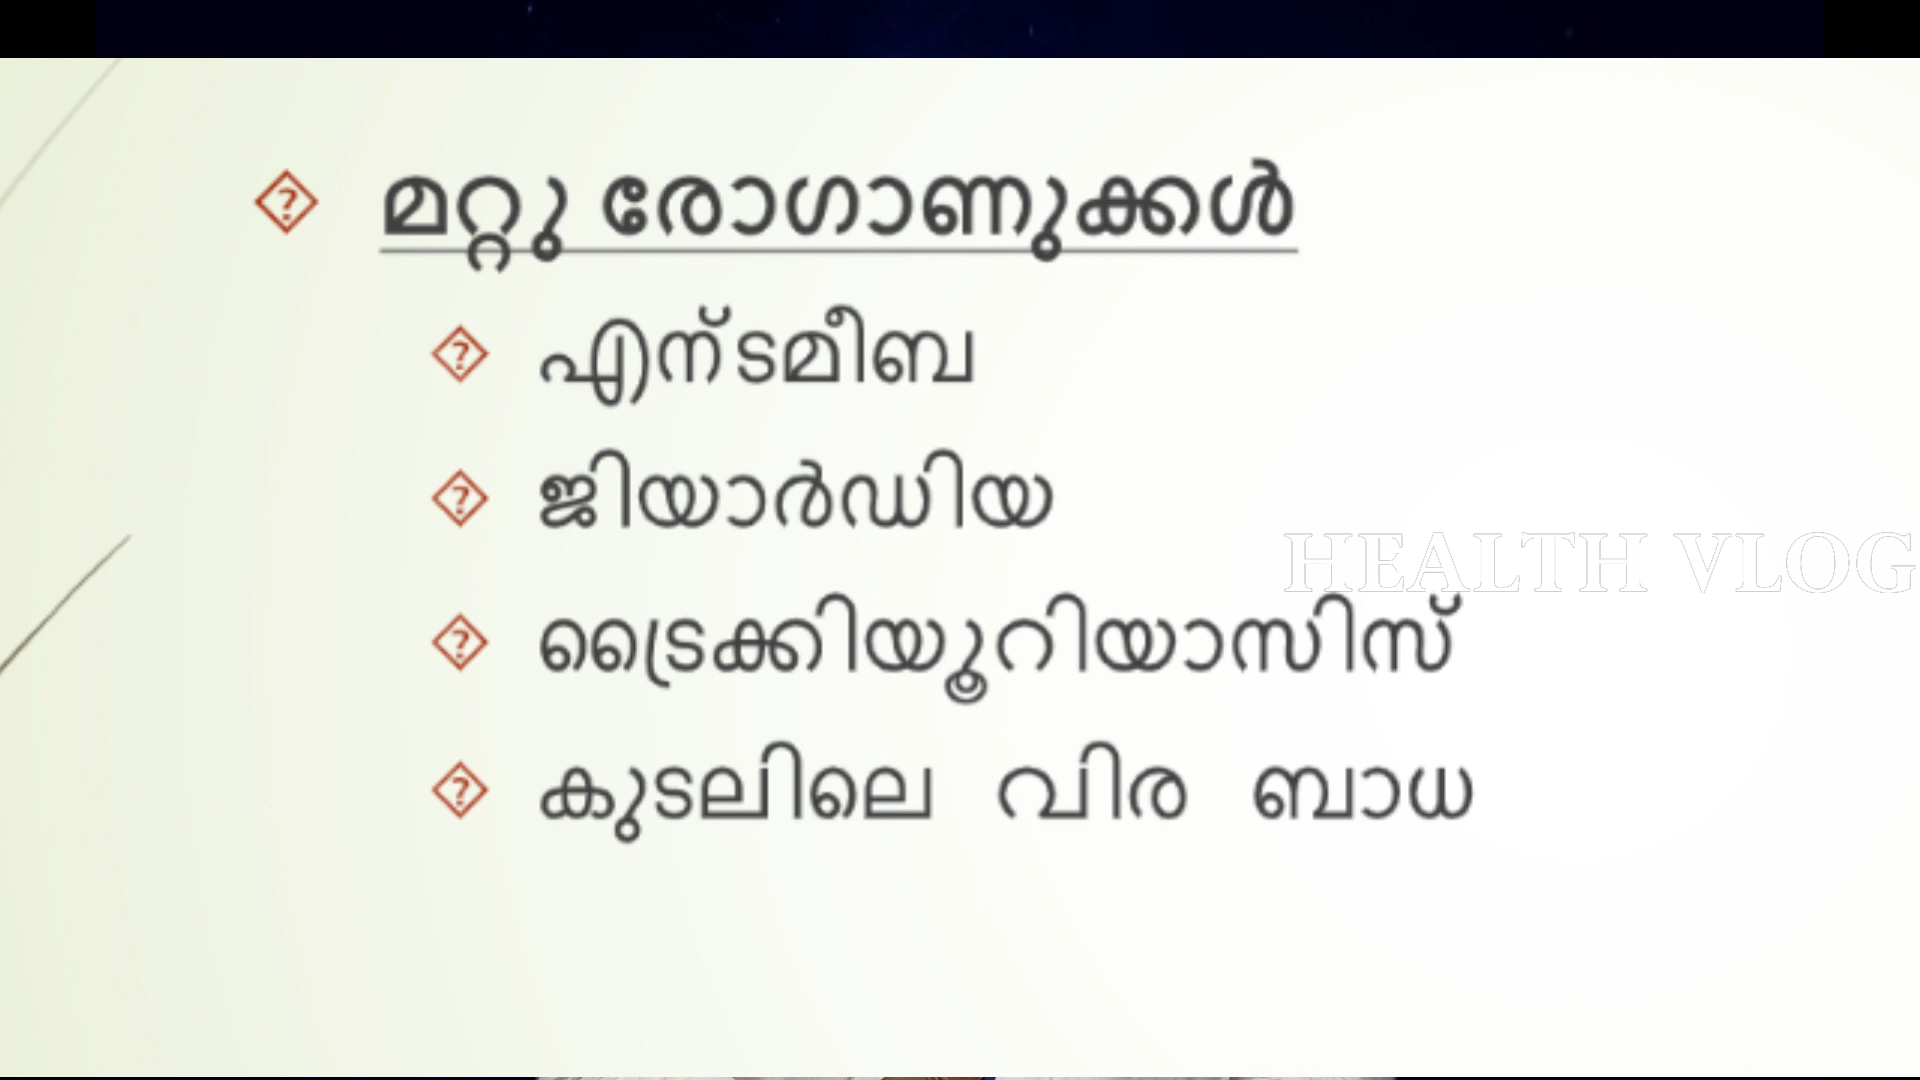 മറ്റു രോഗാണുക്കൾ
എന്ടമീബ
ജിയാർഡിയ
HEALTH VLOG
ട്രൈക്കിയൂറിയാസിസ്
കുടലിലെ വിര ബാധ